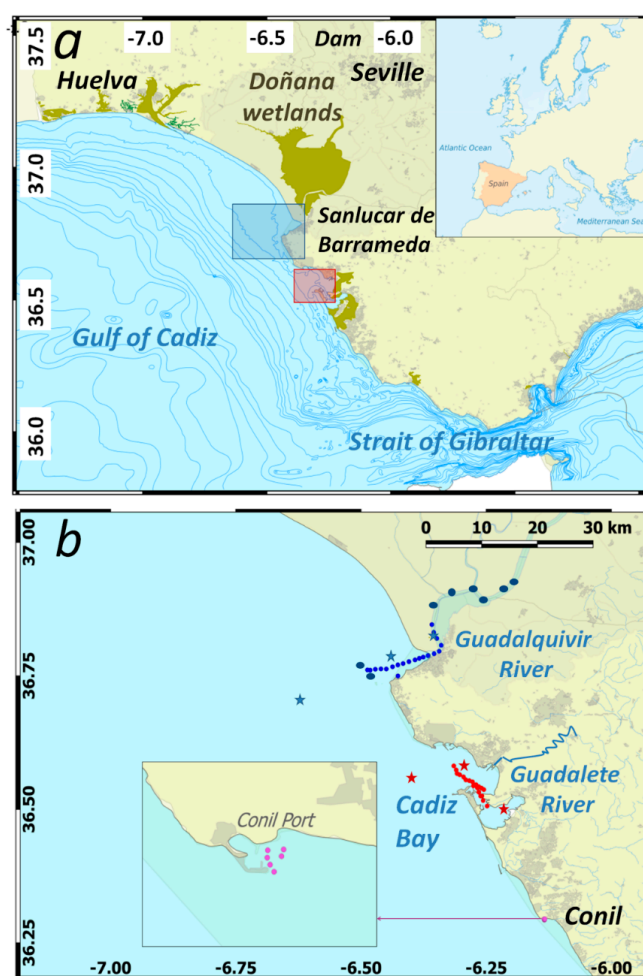 a
-7.0
-6.5
-6.0
Dam
37.5
37.0
36.5
36.0
Huelva
Doñana
wetlands
Seville
Sanlucar de
Barrameda
Gulf of Cadiz
Strait of Gibraltar
Atlantic Ocean
Spain
Mediterranean Sea
b
0 10 20 30 km
37.00
36.75
36.50
36.25
Guadalquivir
River
Guadalete
River
Cadiz
Bay
Conil Port
Conil
-7.00
-6.75
-6.50
-6.25
-6.00